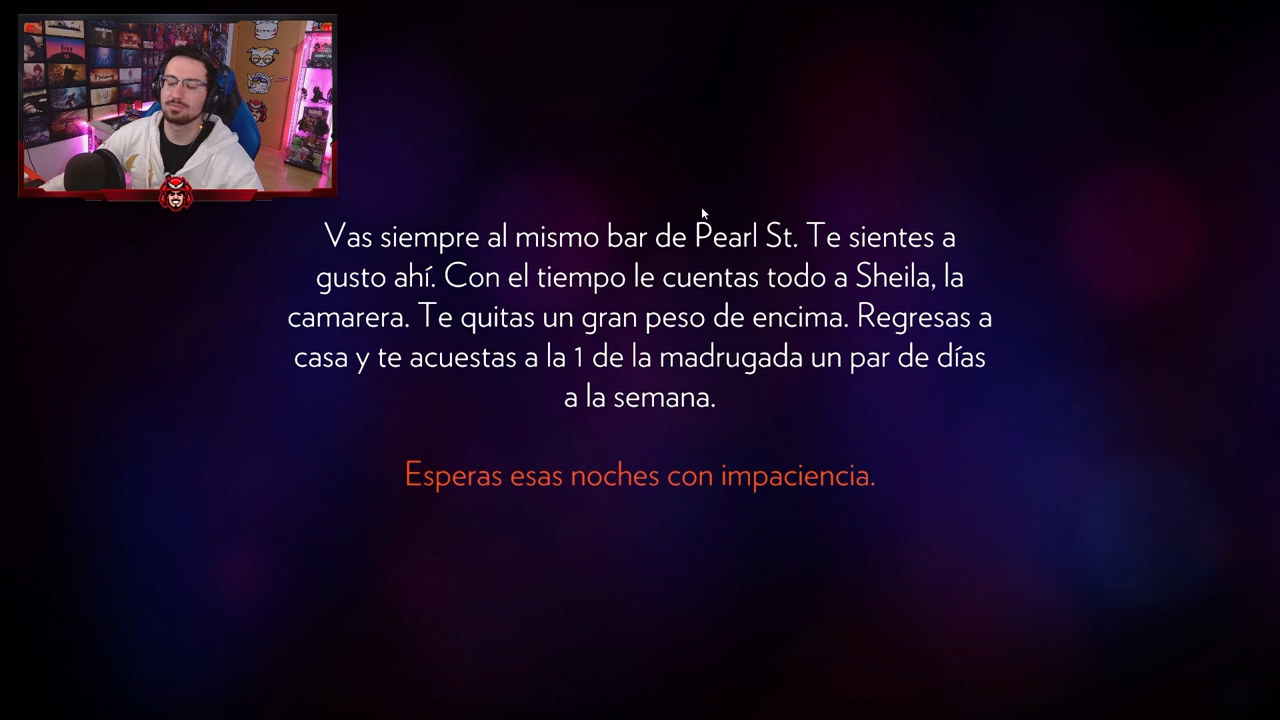 Vas siempre al mismo bar de Pearl St. Te sientes a
gusto ahí. Con el tiempo le cuentas todo a Sheila, la
camarera. Te quitas un gran peso de encima. Regresas a
casa y te acuestas a la 1 de la madrugada un par de días
a la semana.
Esperas esas noches con impaciencia.